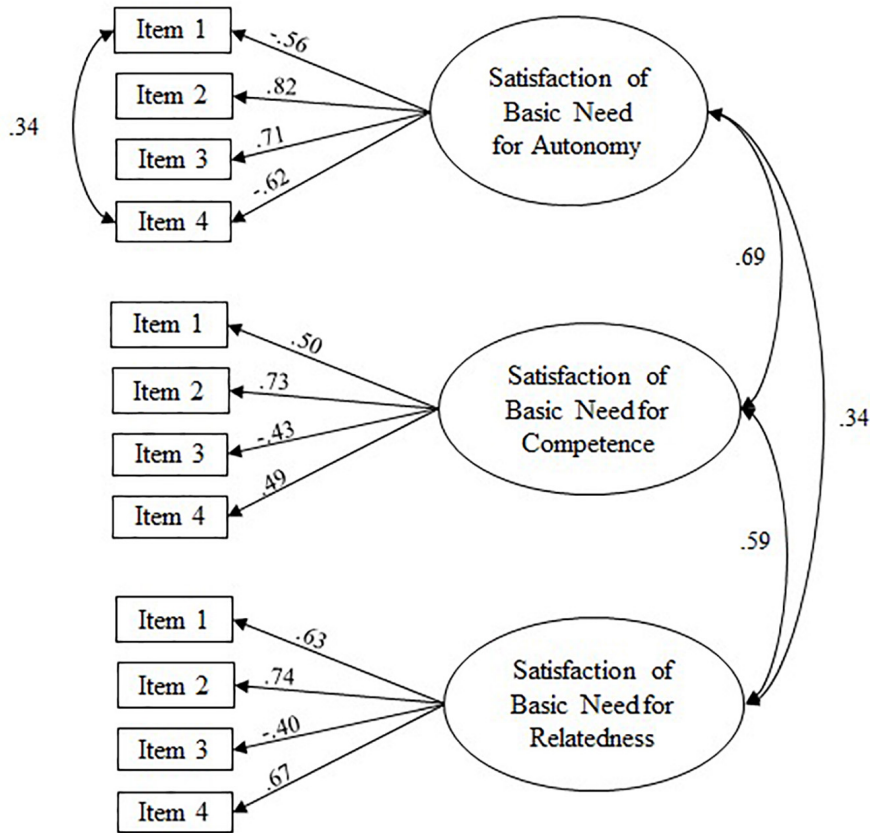 Item 1
-.56
Satisfaction of
Basic Need
for Autonomy
Item 2
.82
.34
Item 3
.71
Item 4
-.62
.69
Item 1
.50
Satisfaction of
Basic Need for
Competence
Item 2
.73
Item 3
-.43
.34
Item 4
.49
.59
Item 1
.63
Satisfaction of
Basic Need for
Relatedness
Item 2
.74
Item 3
-.40
Item 4
.67